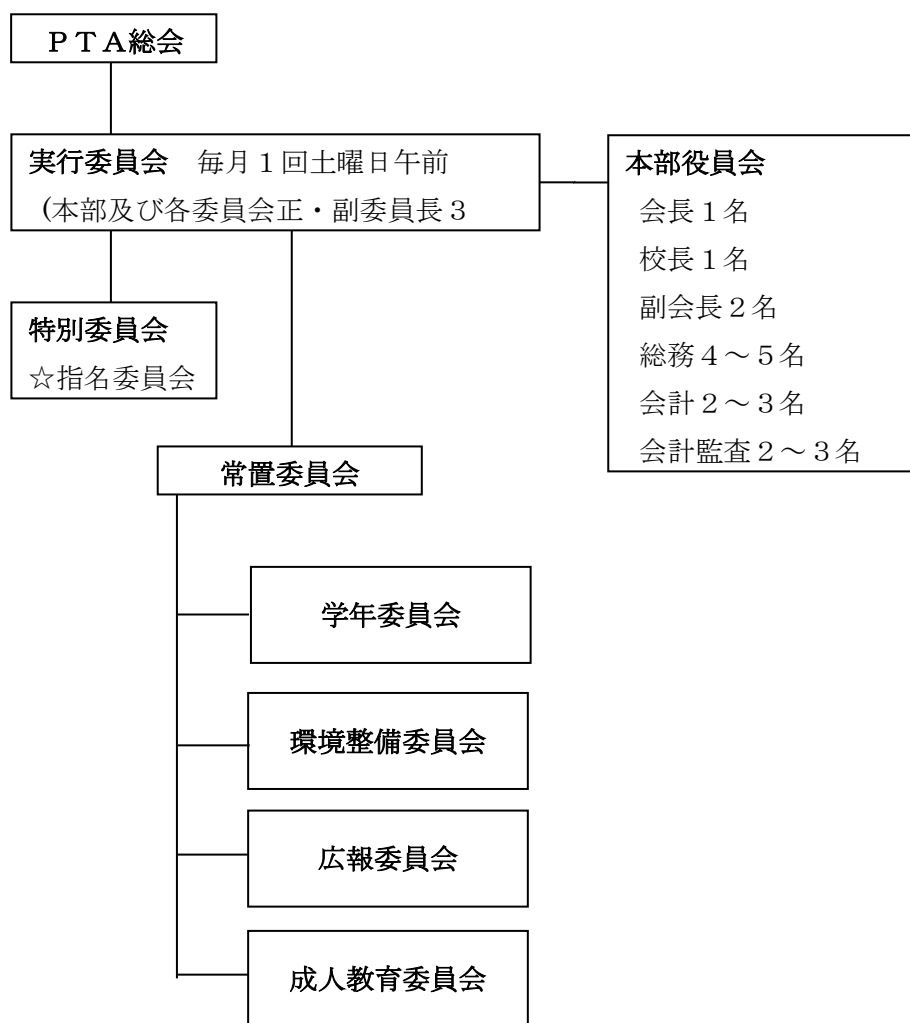 ＰＴＡ総会
実行委員会　毎月１回土曜日午前
(本部及び各委員会正・副委員長３
本部役員会
会長１名
校長１名
副会長２名
総務４～５名
会計２～３名
会計監査２～３名
特別委員会
☆指名委員会
常置委員会
学年委員会
環境整備委員会
広報委員会
成人教育委員会